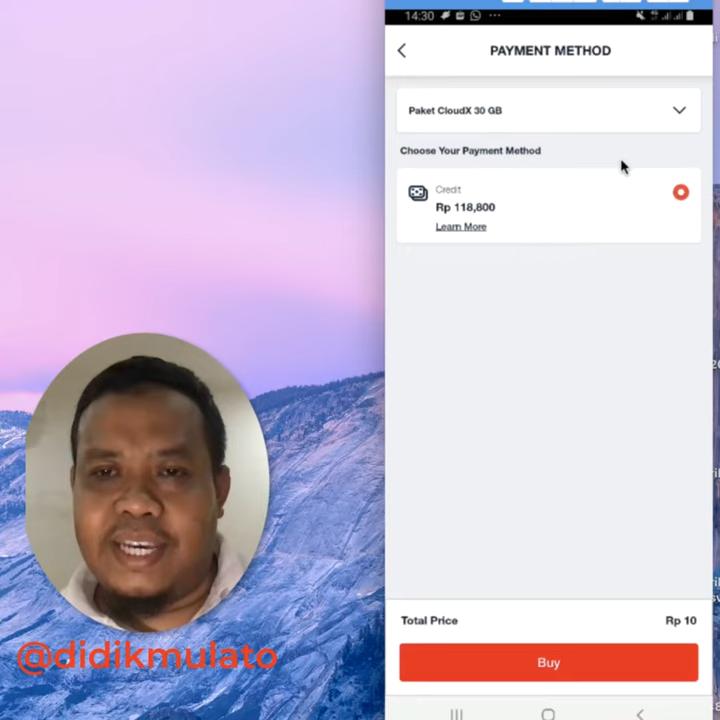 14:30
PAYMENT METHOD
Paket CloudX 30 GB
Choose Your Payment Method
Credit
Rp 118,800
Learn More
Total Price Rp 10
Buy
@didikmulato